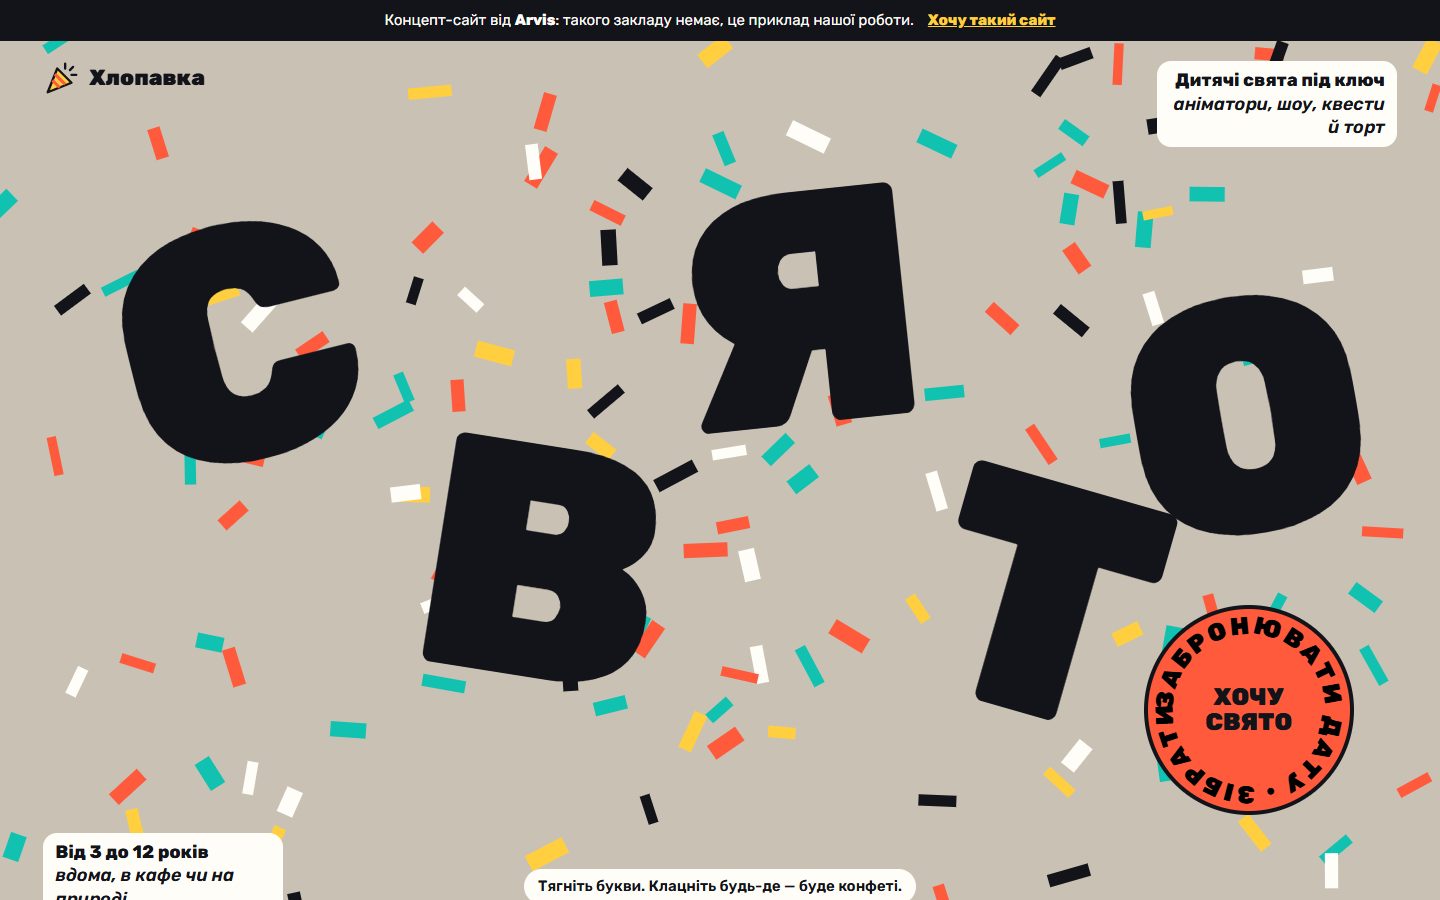 Концепт-сайт від Arvis: такого закладу немає, це приклад нашої роботи. Хочу такий сайт
Хлопавка
Дитячі свята під ключ
аніматори, шоу, квести
й торт
СВЯТО
ЗАБРОНЮВАТИ ДАТУ · ЗІБРАТИ
ХОЧУ
СВЯТО
Від 3 до 12 років
вдома, в кафе чи на
природі
Тягніть букви. Клацніть будь-де — буде конфеті.